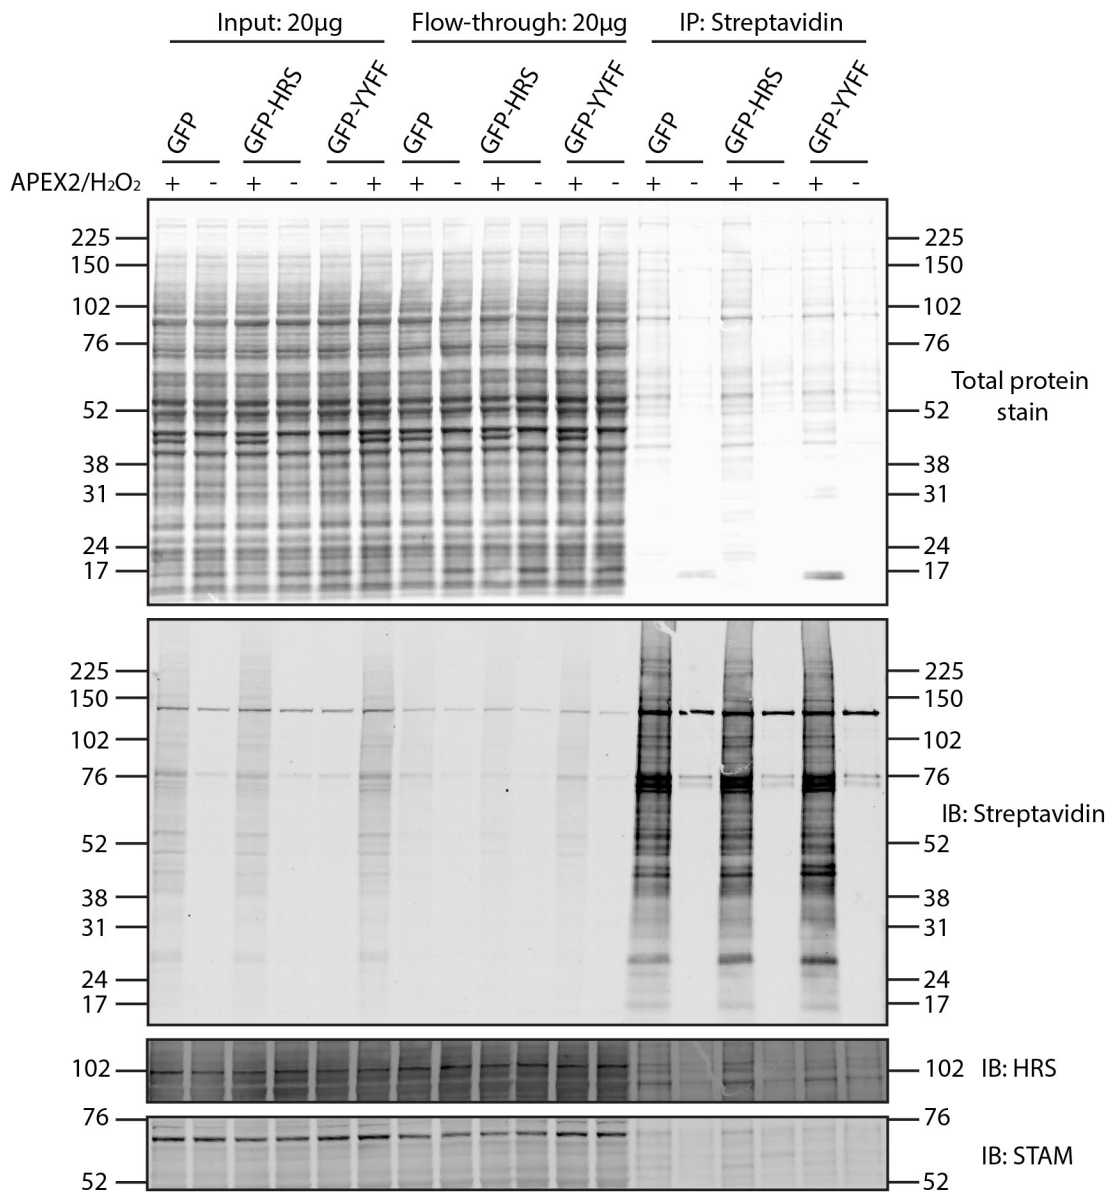 Input: 20µg Flow-through: 20µg IP: Streptavidin
GFP GFP-HRS GFP-YYFF GFP GFP-HRS GFP-YYFF GFP GFP-HRS GFP-YYFF
APEX2/H₂O₂ + - + - - + + - + - + - + - + - + -
225 225
150 150
102 102
76 76
Total protein
stain
52 52
38 38
31 31
24 24
17 17
225 225
150 150
102 102
76 76
IB: Streptavidin
52 52
38 38
31 31
24 24
17 17
102 102 IB: HRS
76 76
IB: STAM
52 52